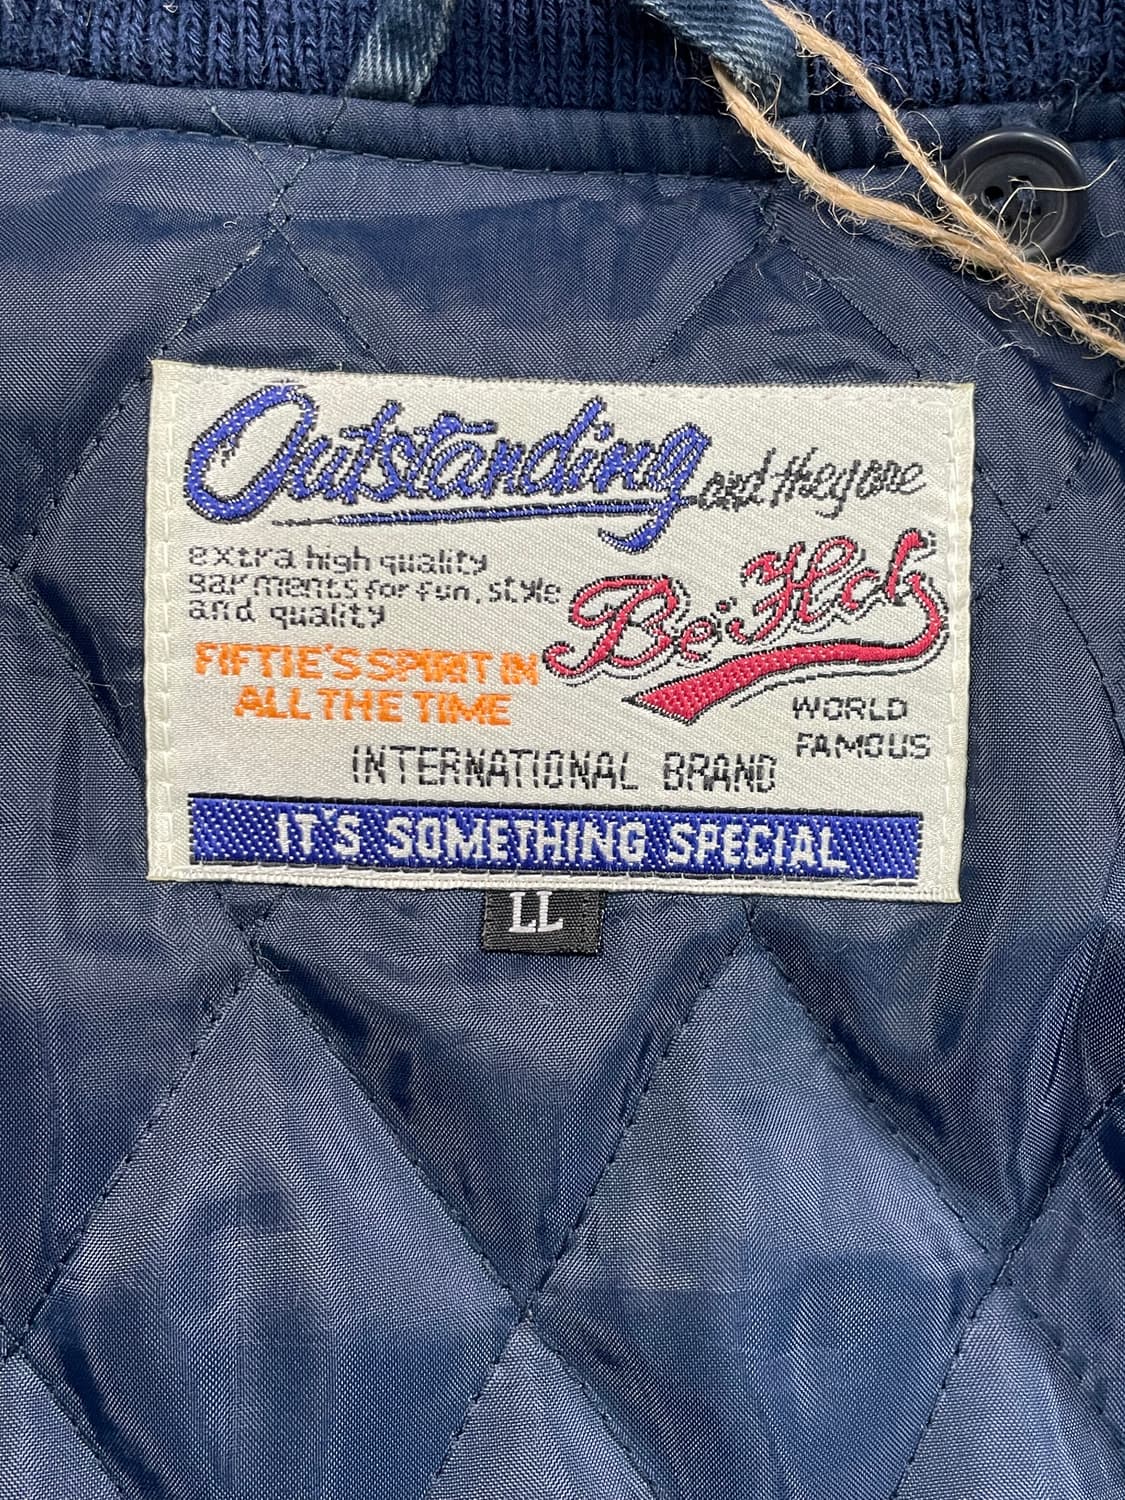 Outstanding and they are
extra high quality
garments for fun, style
and quality
Be·Hola
FIFTIE'S SPIRIT IN
ALL THE TIME
WORLD
FAMOUS
INTERNATIONAL BRAND
IT'S SOMETHING SPECIAL
LL